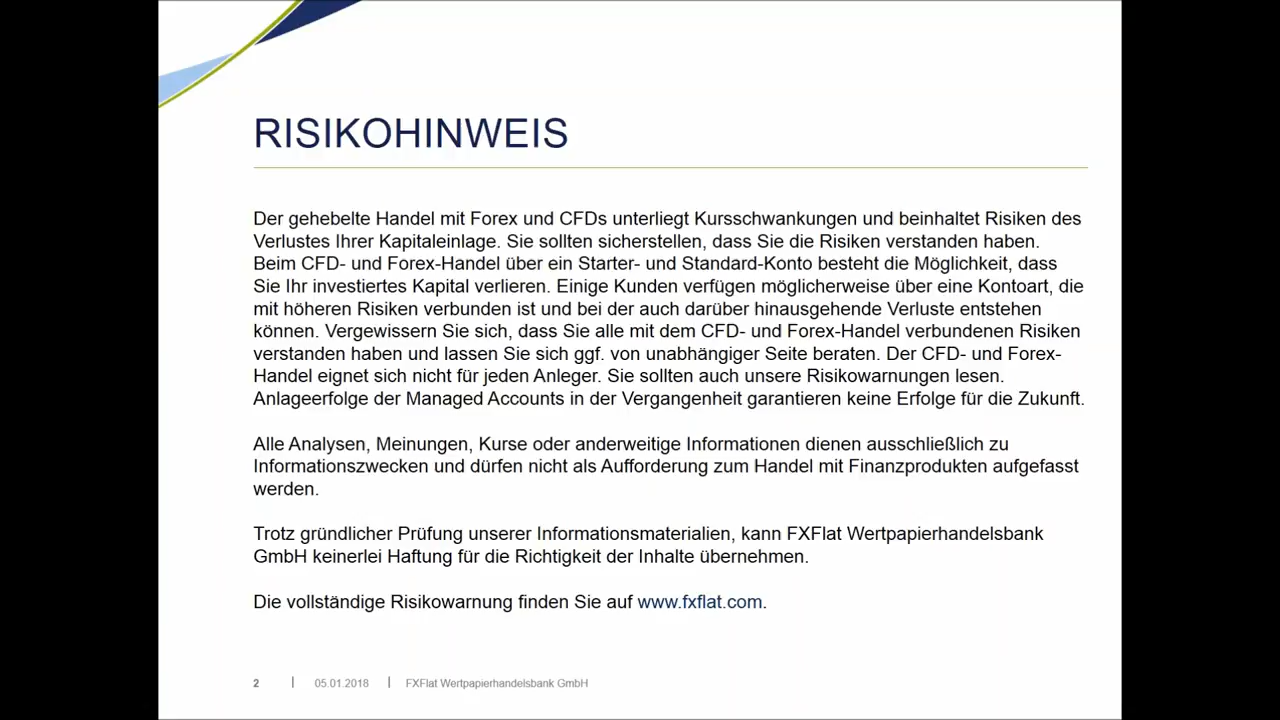 RISIKOHINWEIS
Der gehebelte Handel mit Forex und CFDs unterliegt Kursschwankungen und beinhaltet Risiken des
Verlustes Ihrer Kapitaleinlage. Sie sollten sicherstellen, dass Sie die Risiken verstanden haben.
Beim CFD- und Forex-Handel über ein Starter- und Standard-Konto besteht die Möglichkeit, dass
Sie Ihr investiertes Kapital verlieren. Einige Kunden verfügen möglicherweise über eine Kontoart, die
mit höheren Risiken verbunden ist und bei der auch darüber hinausgehende Verluste entstehen
können. Vergewissern Sie sich, dass Sie alle mit dem CFD- und Forex-Handel verbundenen Risiken
verstanden haben und lassen Sie sich ggf. von unabhängiger Seite beraten. Der CFD- und Forex-
Handel eignet sich nicht für jeden Anleger. Sie sollten auch unsere Risikowarnungen lesen.
Anlageerfolge der Managed Accounts in der Vergangenheit garantieren keine Erfolge für die Zukunft.
Alle Analysen, Meinungen, Kurse oder anderweitige Informationen dienen ausschließlich zu
Informationszwecken und dürfen nicht als Aufforderung zum Handel mit Finanzprodukten aufgefasst
werden.
Trotz gründlicher Prüfung unserer Informationsmaterialien, kann FXFlat Wertpapierhandelsbank
GmbH keinerlei Haftung für die Richtigkeit der Inhalte übernehmen.
Die vollständige Risikowarnung finden Sie auf www.fxflat.com.
2 | 05.01.2018 | FXFlat Wertpapierhandelsbank GmbH